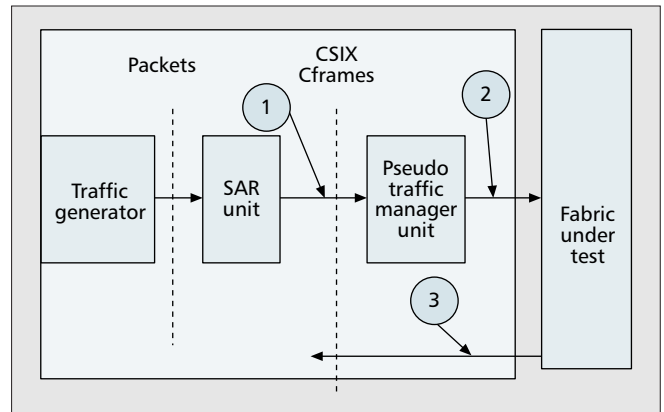 Packets
CSIX
Cframes
1
2
Traffic
generator
SAR
unit
Pseudo
traffic
manager
unit
Fabric
under
test
3